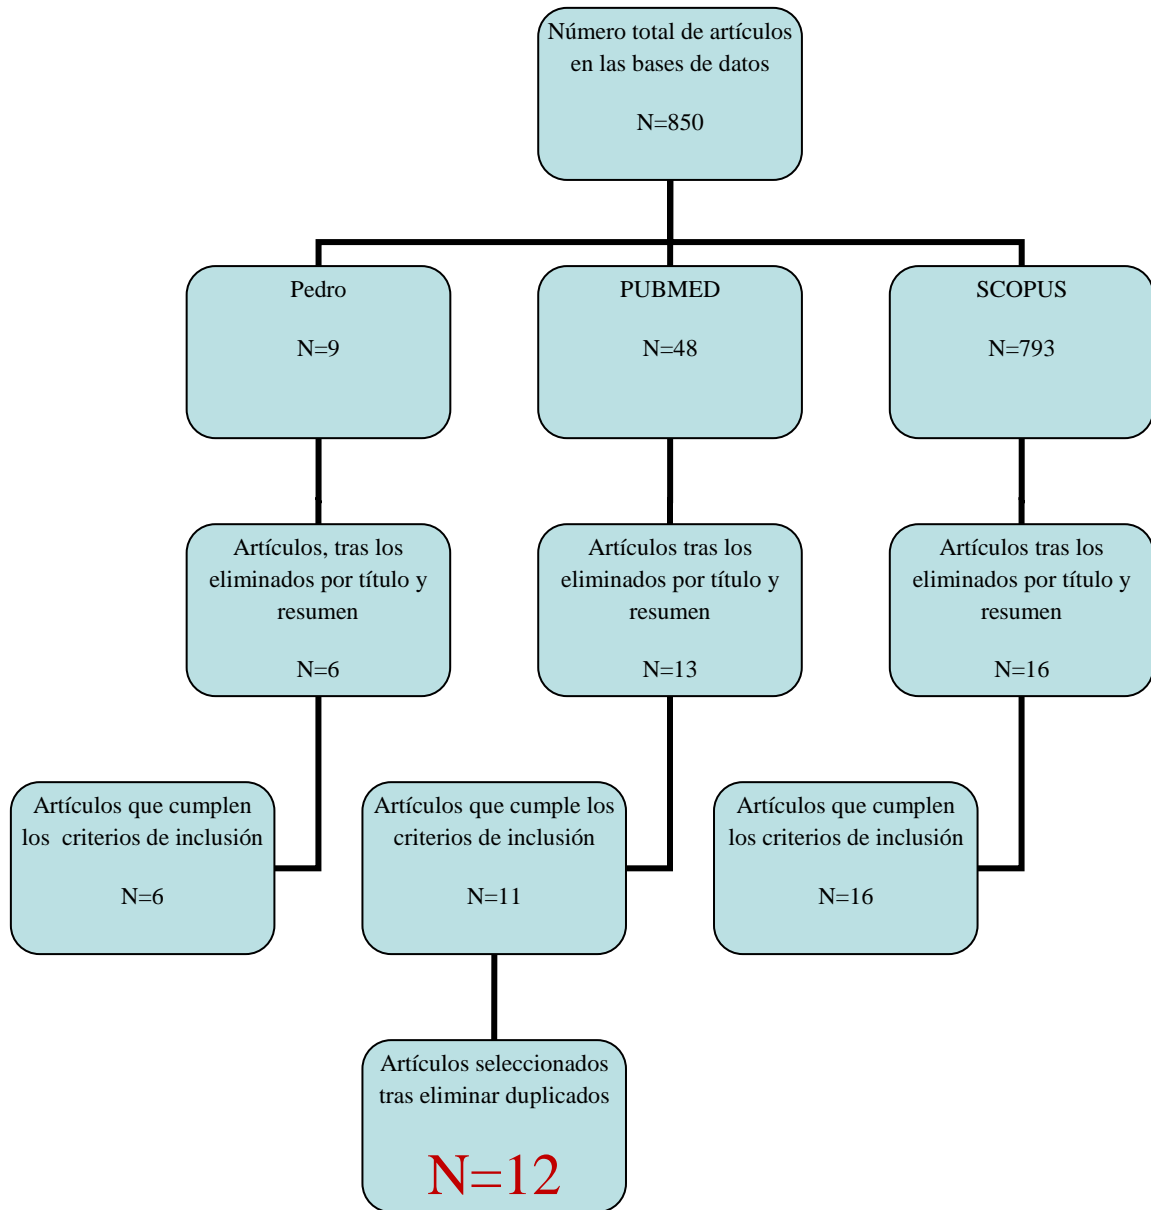 Número total de artículos
en las bases de datos
N=850
Pedro
N=9
PUBMED
N=48
SCOPUS
N=793
Artículos, tras los
eliminados por título y
resumen
N=6
Artículos tras los
eliminados por título y
resumen
N=13
Artículos tras los
eliminados por título y
resumen
N=16
Artículos que cumplen
los criterios de inclusión
N=6
Artículos que cumple los
criterios de inclusión
N=11
Artículos que cumplen
los criterios de inclusión
N=16
Artículos seleccionados
tras eliminar duplicados
N=12